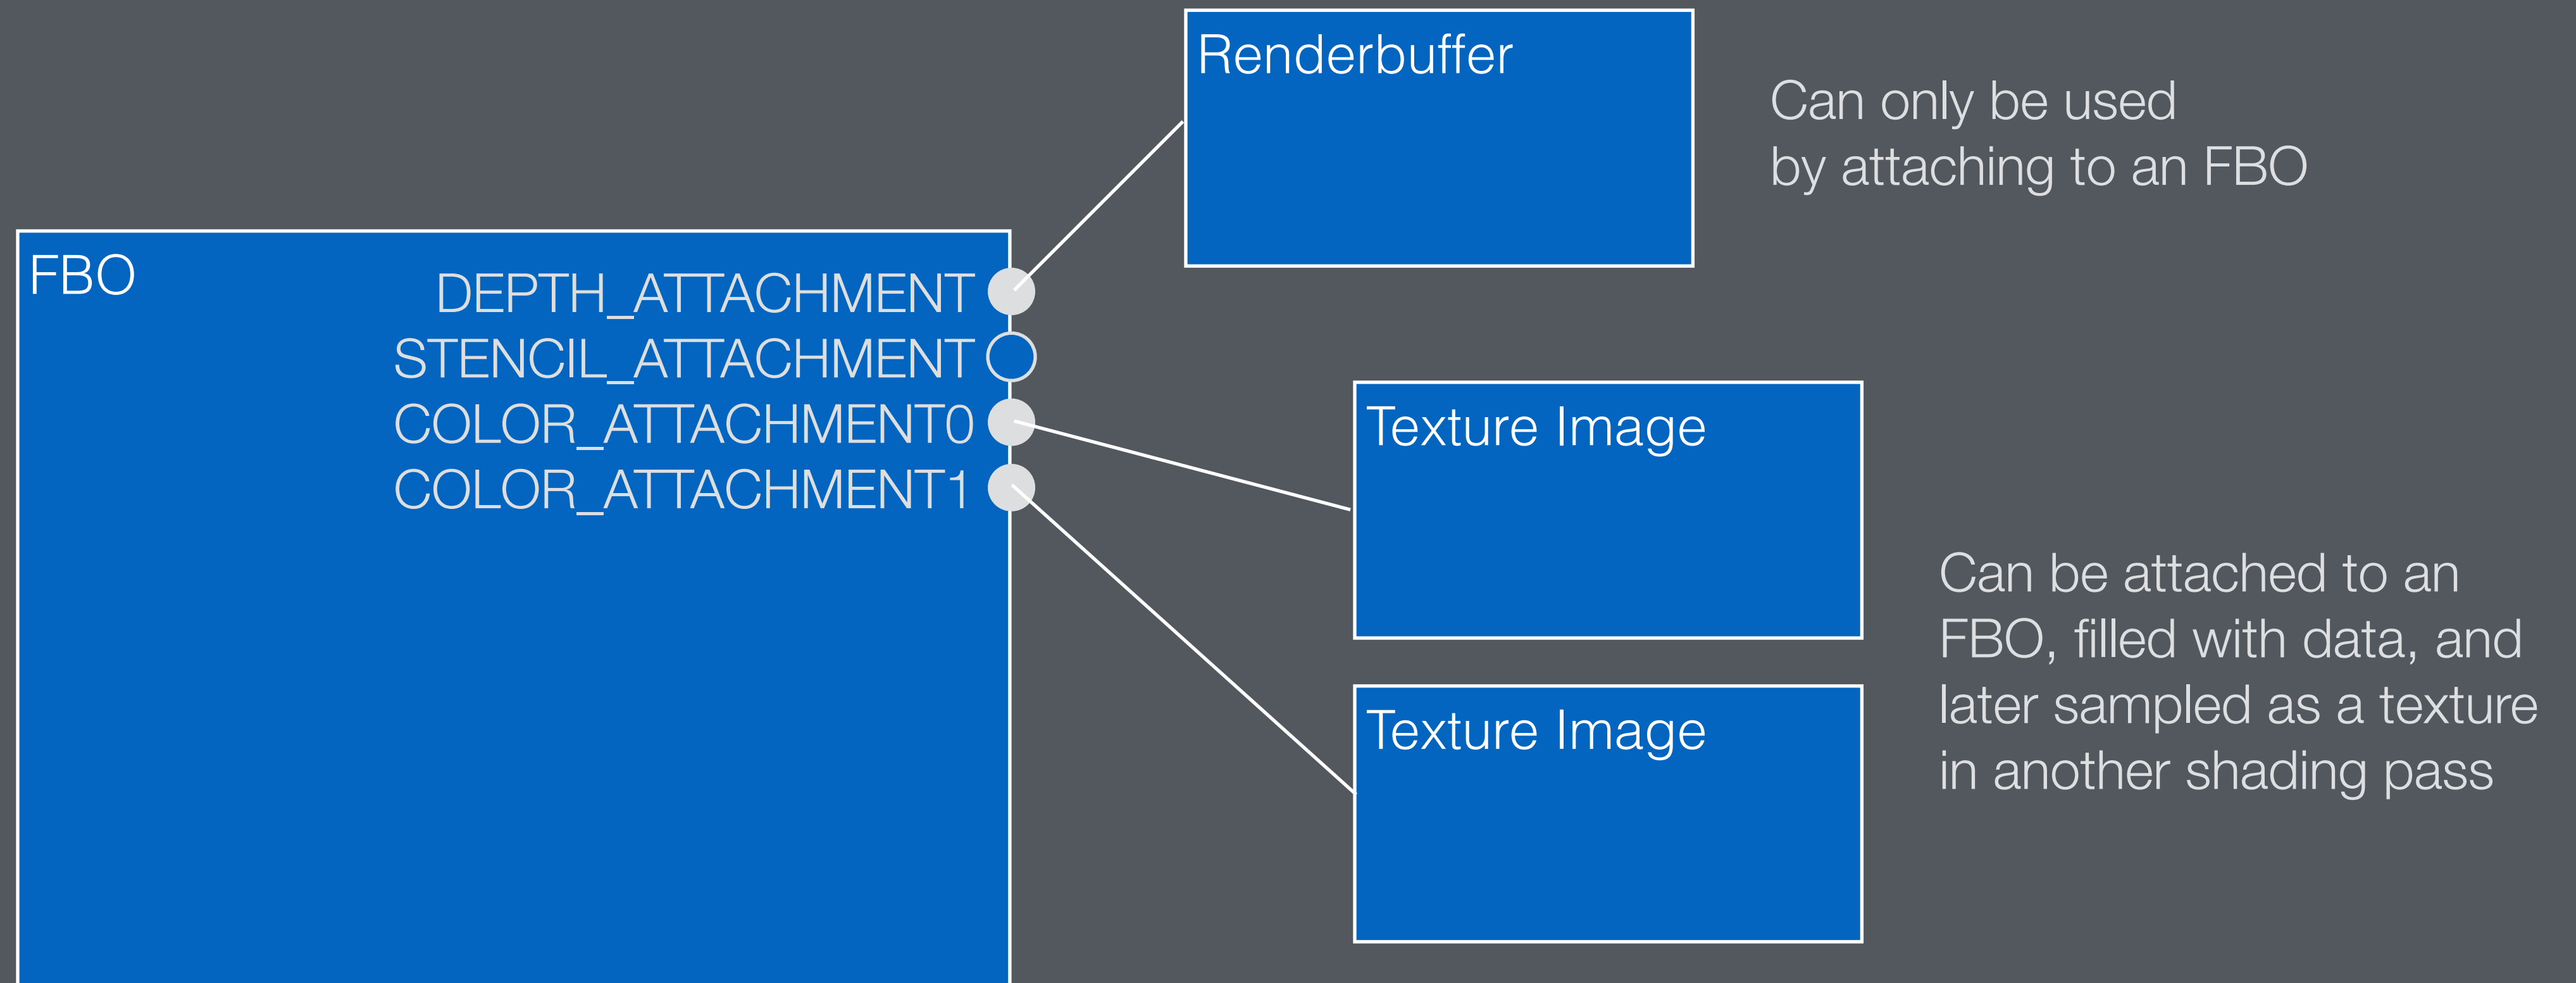 Renderbuffer
Can only be used
by attaching to an FBO
FBO
DEPTH_ATTACHMENT
STENCIL_ATTACHMENT
COLOR_ATTACHMENT0
COLOR_ATTACHMENT1
Texture Image
Texture Image
Can be attached to an
FBO, filled with data, and
later sampled as a texture
in another shading pass